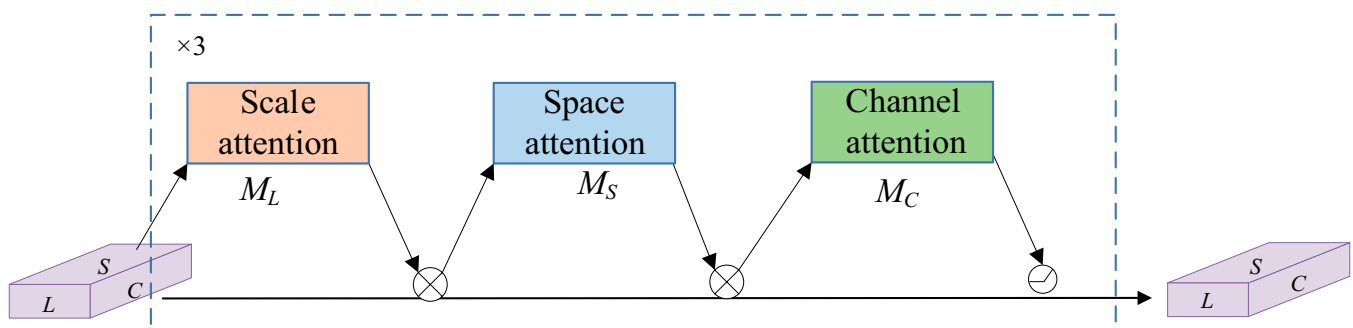 ×3
Scale
attention
Space
attention
Channel
attention
M_L
M_S
M_C
S
L
C
S
L
C